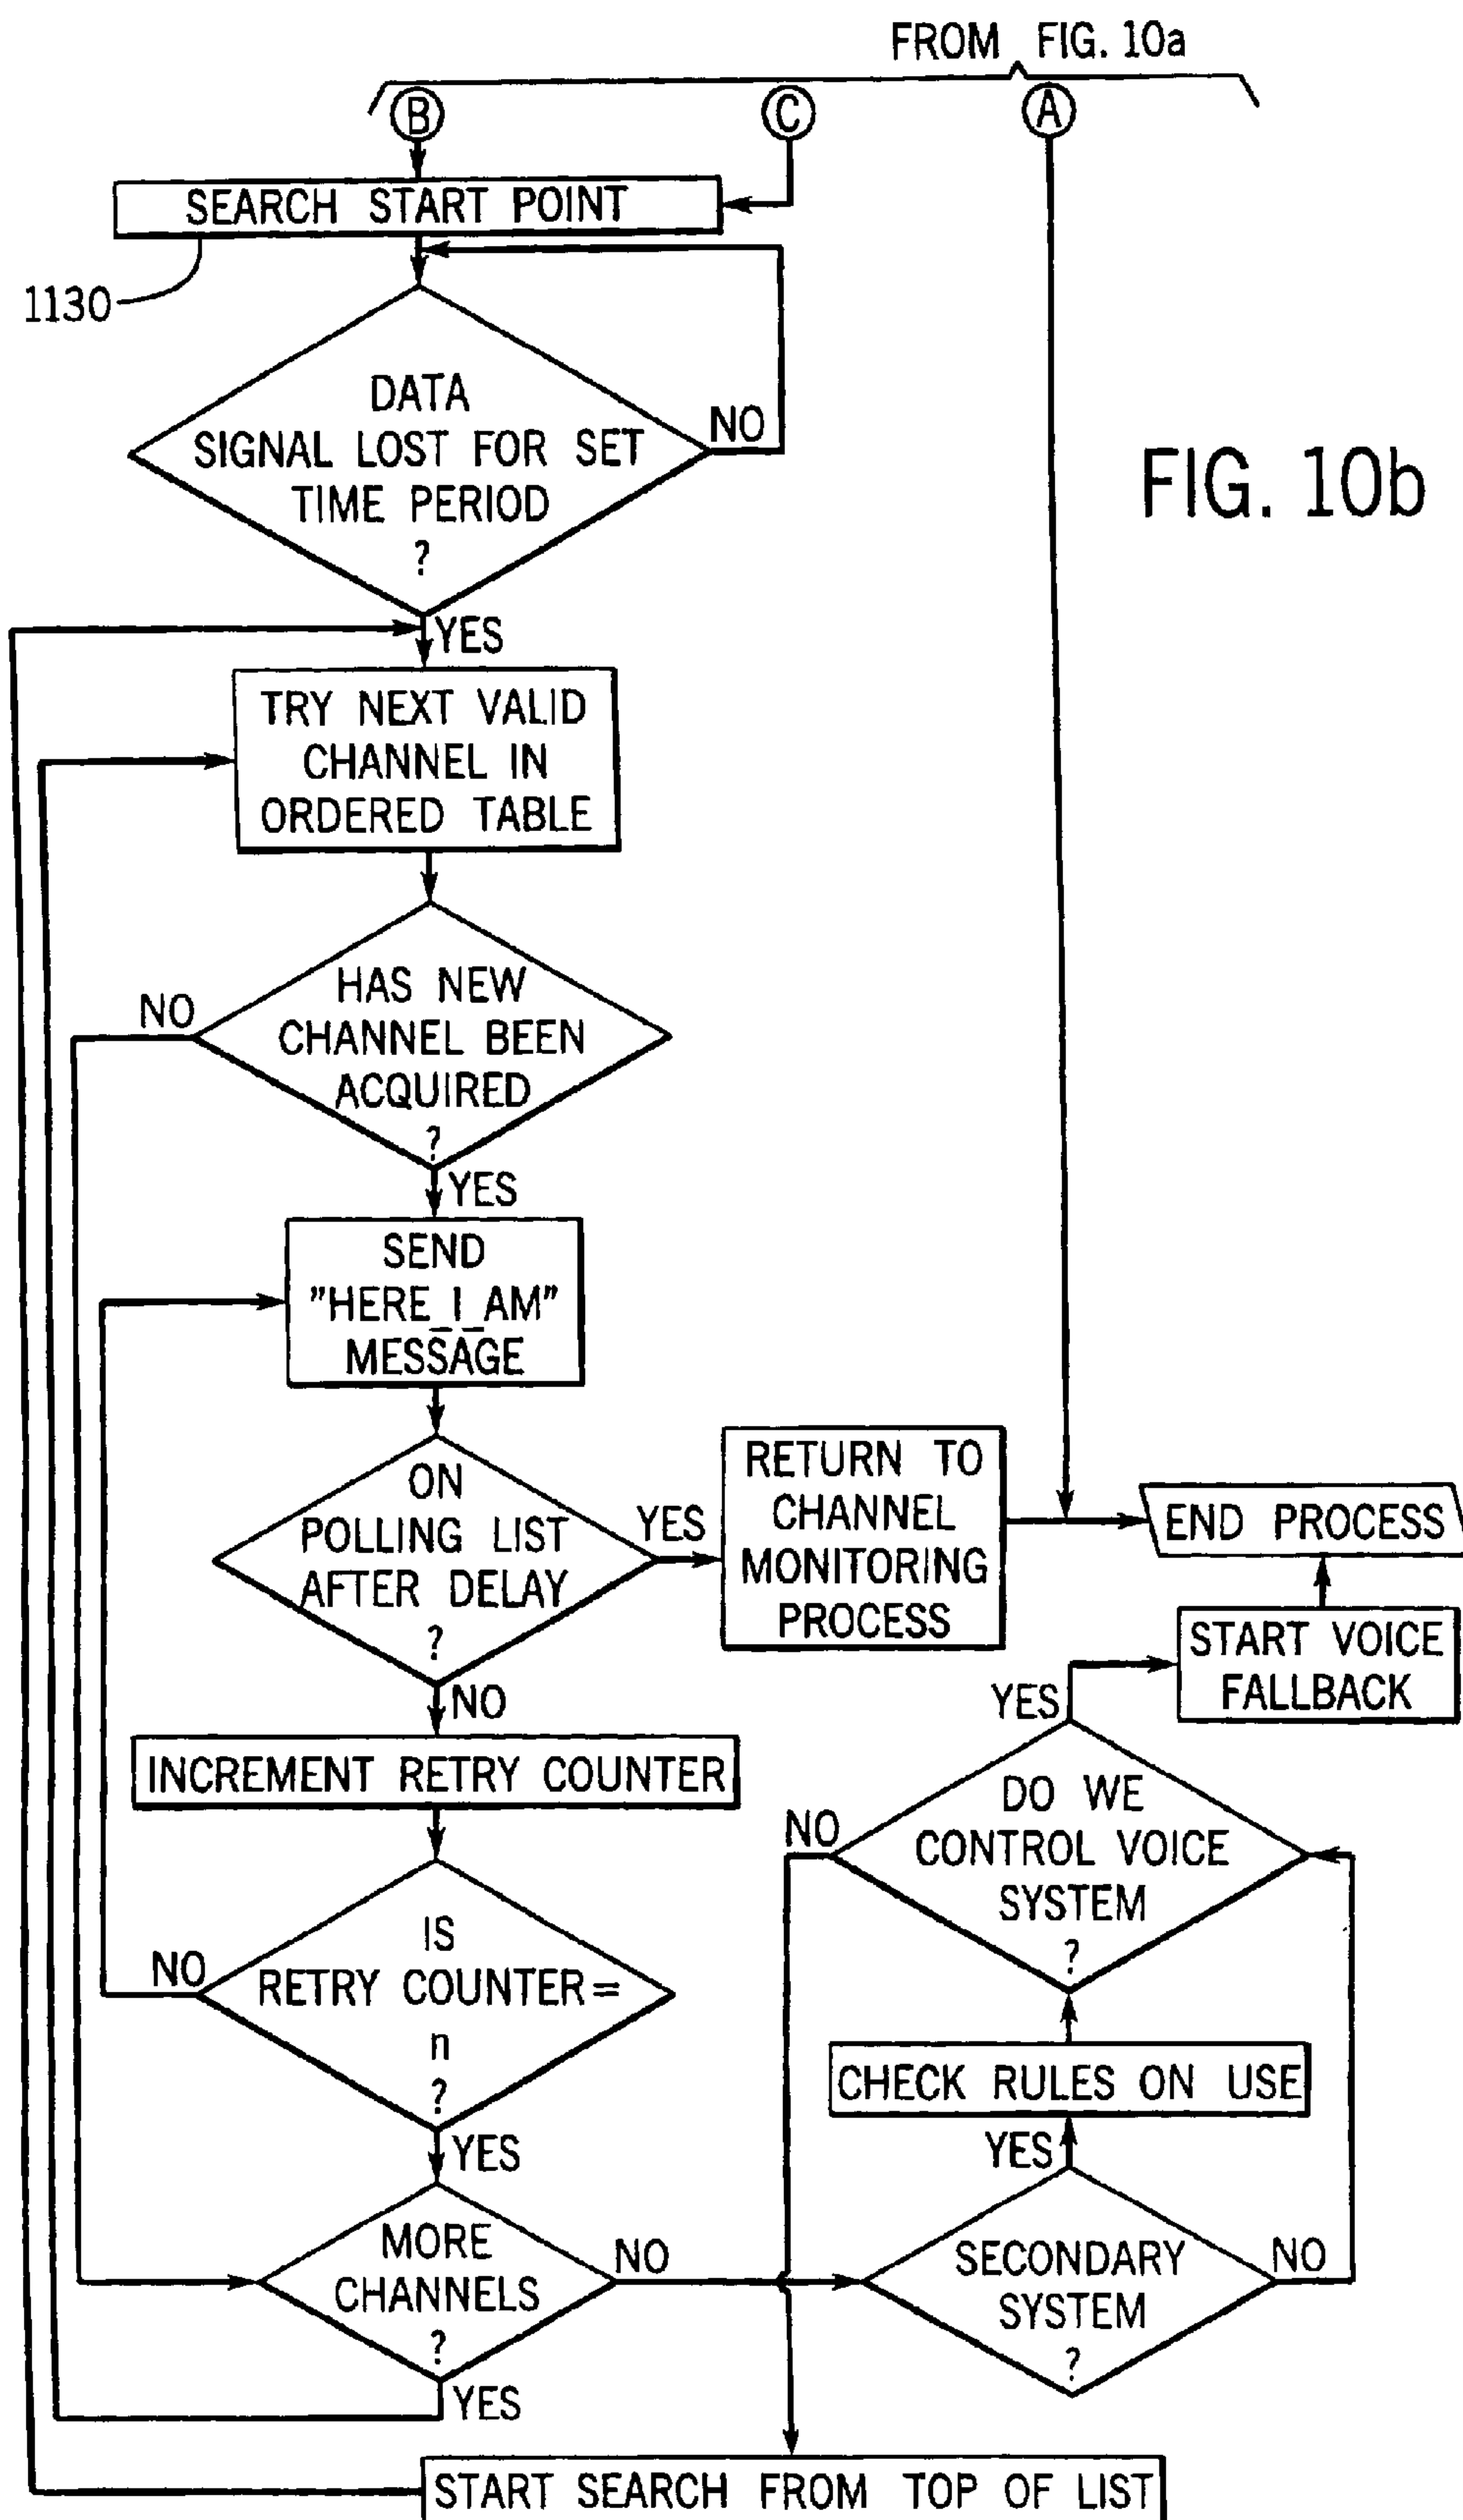 FROM FIG. 10a
B
C
A
SEARCH START POINT
1130
DATA
SIGNAL LOST FOR SET
TIME PERIOD
?
NO
FIG. 10b
YES
TRY NEXT VALID
CHANNEL IN
ORDERED TABLE
HAS NEW
CHANNEL BEEN
ACQUIRED
?
NO
YES
SEND
"HERE_I_AM"
MESSAGE
ON
POLLING LIST
AFTER DELAY
?
YES
NO
RETURN TO
CHANNEL
MONITORING
PROCESS
END PROCESS
START VOICE
FALLBACK
YES
INCREMENT RETRY COUNTER
DO WE
CONTROL VOICE
SYSTEM
?
NO
IS
RETRY COUNTER=
n
?
NO
YES
CHECK RULES ON USE
YES
MORE
CHANNELS
?
NO
YES
SECONDARY
SYSTEM
?
NO
START SEARCH FROM TOP OF LIST